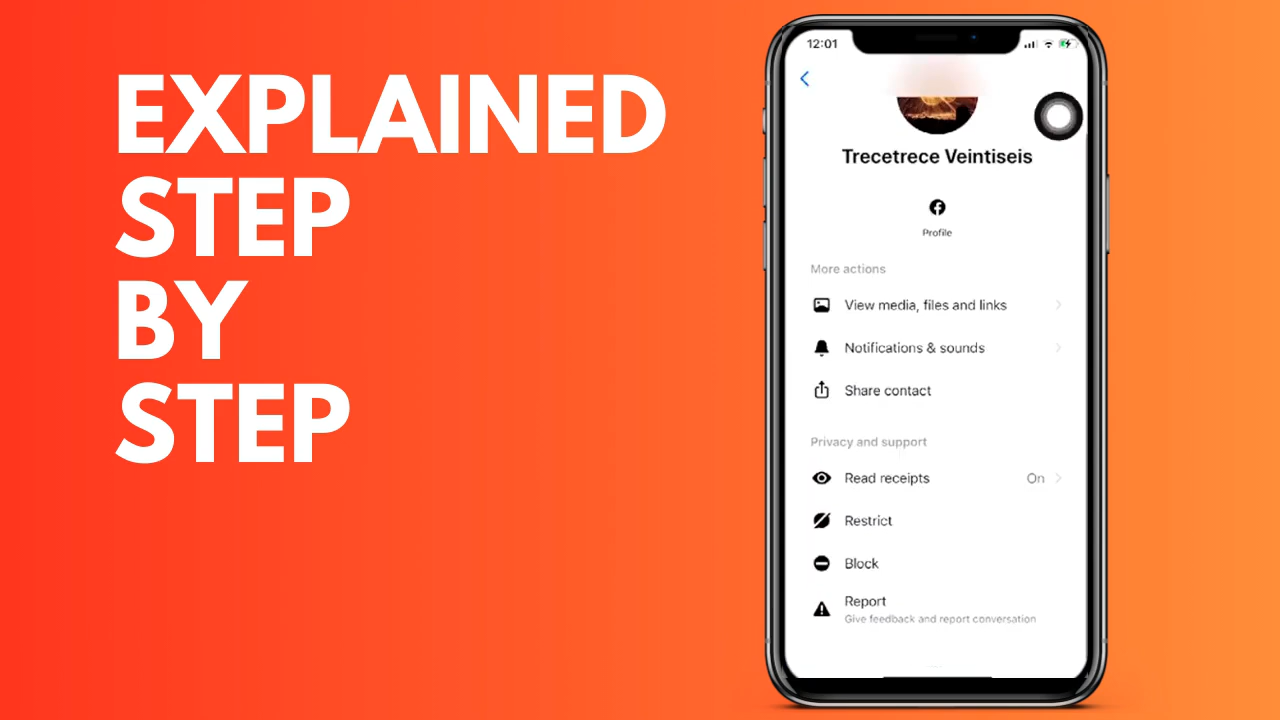 EXPLAINED
STEP
BY
STEP
12:01
Trecetrece Veintiseis
Profile
More actions
View media, files and links
Notifications & sounds
Share contact
Privacy and support
Read receipts On
Restrict
Block
Report
Give feedback and report conversation